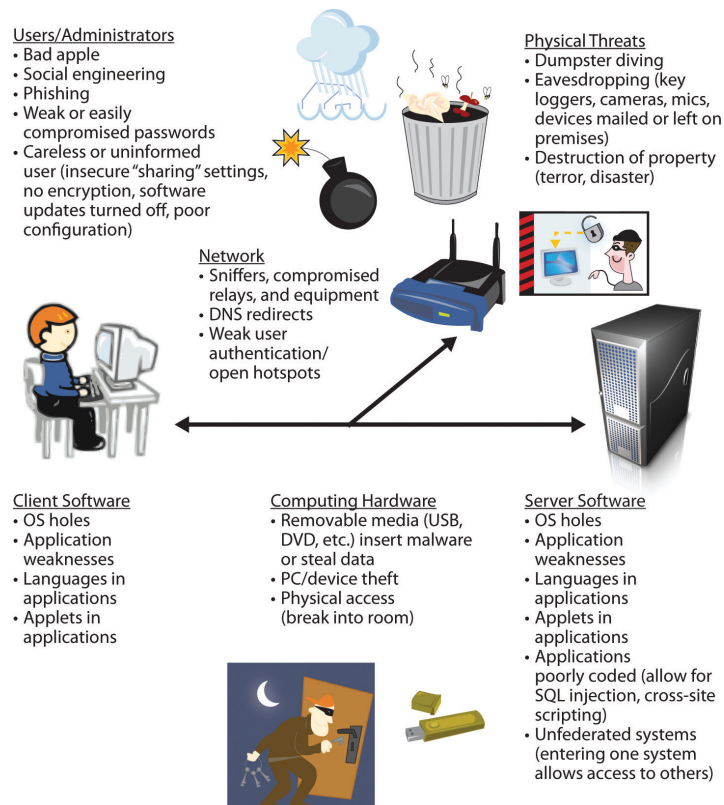 Users/Administrators
• Bad apple
• Social engineering
• Phishing
• Weak or easily
compromised passwords
• Careless or uninformed
user (insecure “sharing” settings,
no encryption, software
updates turned off, poor
configuration)
Physical Threats
• Dumpster diving
• Eavesdropping (key
loggers, cameras, mics,
devices mailed or left on
premises)
• Destruction of property
(terror, disaster)
Network
• Sniffers, compromised
relays, and equipment
• DNS redirects
• Weak user
authentication/
open hotspots
Client Software
• OS holes
• Application
weaknesses
• Languages in
applications
• Applets in
applications
Computing Hardware
• Removable media (USB,
DVD, etc.) insert malware
or steal data
• PC/device theft
• Physical access
(break into room)
Server Software
• OS holes
• Application
weaknesses
• Languages in
applications
• Applets in
applications
• Applications
poorly coded (allow for
SQL injection, cross-site
scripting)
• Unfederated systems
(entering one system
allows access to others)